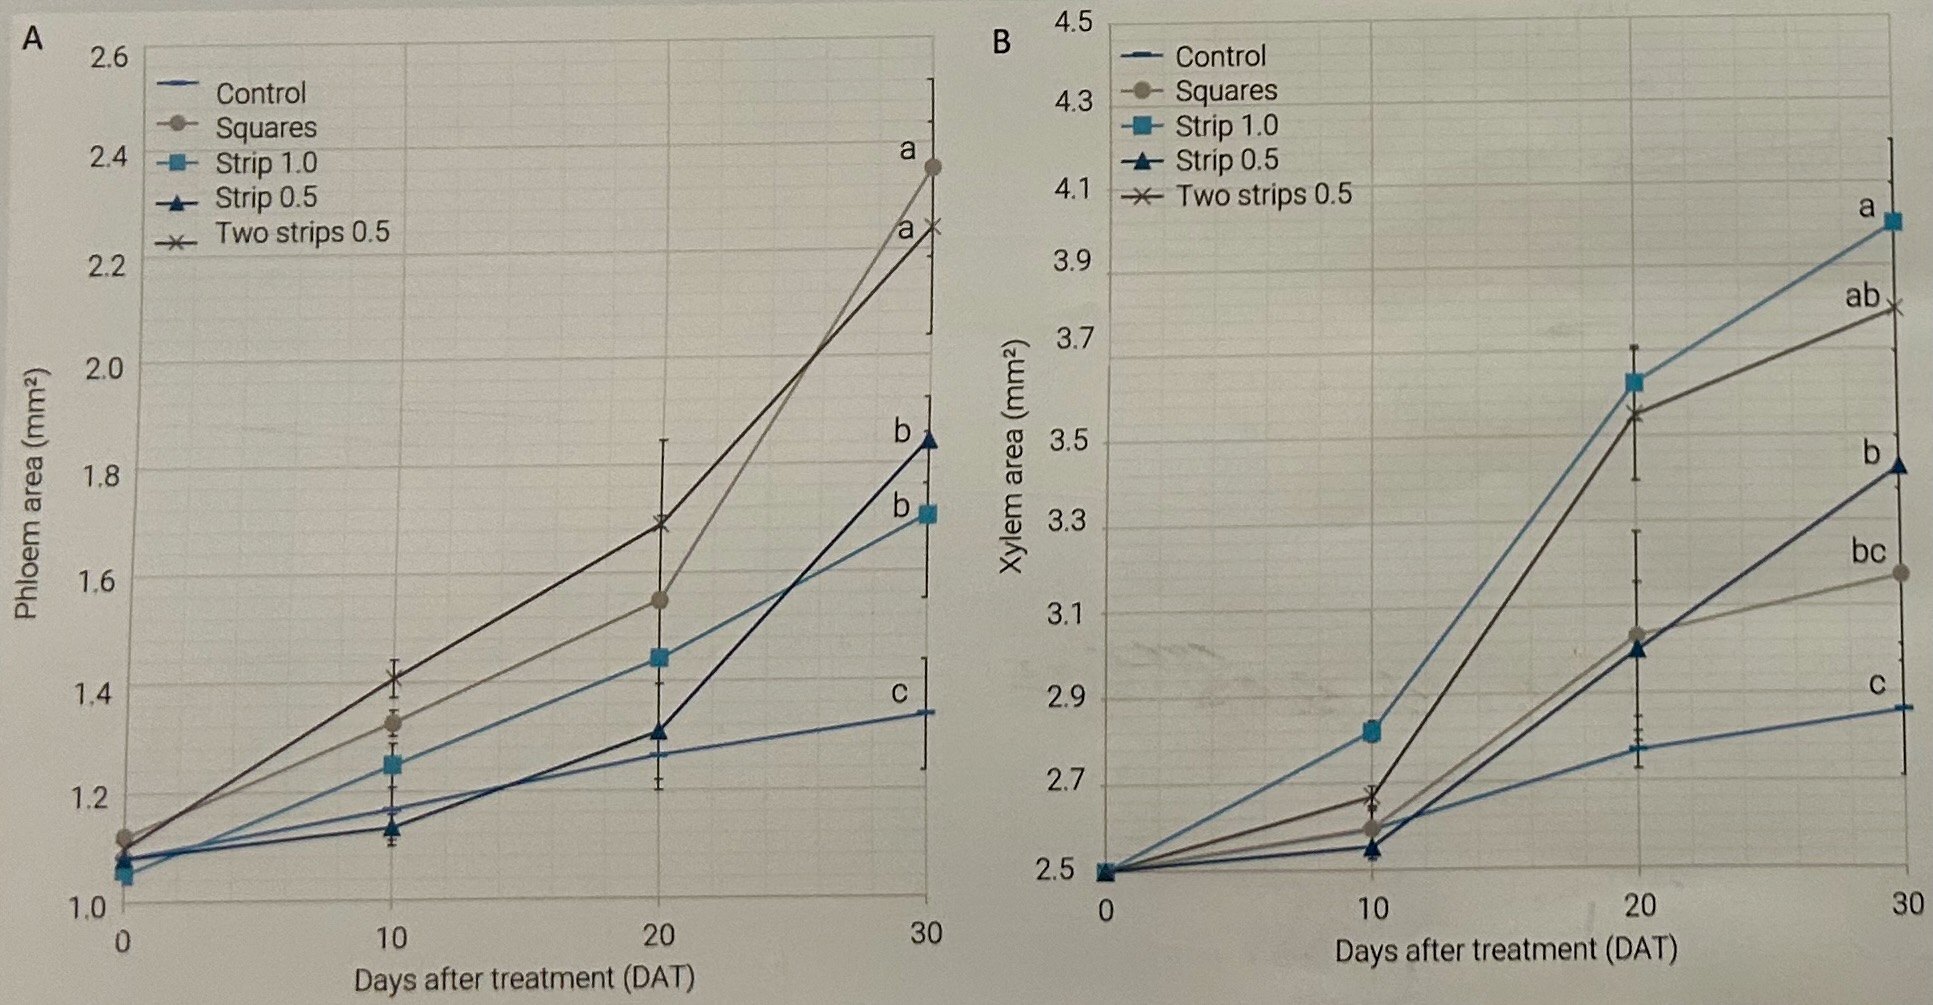 A
2.6
2.4
2.2
2.0
1.8
1.6
1.4
1.2
1.0
Phloem area (mm²)
Control
Squares
Strip 1.0
Strip 0.5
Two strips 0.5
a
a
b
b
c
0 10 20 30
Days after treatment (DAT)
B
4.5
4.3
4.1
3.9
3.7
3.5
3.3
3.1
2.9
2.7
2.5
Xylem area (mm²)
Control
Squares
Strip 1.0
Strip 0.5
Two strips 0.5
a
ab
b
bc
c
0 10 20 30
Days after treatment (DAT)